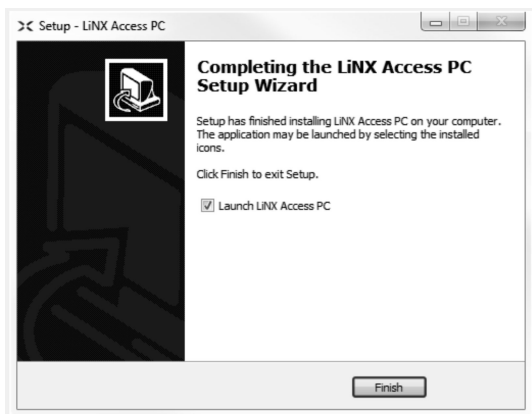 Setup - LiNX Access PC
Completing the LiNX Access PC
Setup Wizard
Setup has finished installing LiNX Access PC on your computer.
The application may be launched by selecting the installed
icons.
Click Finish to exit Setup.
Launch LiNX Access PC
Finish